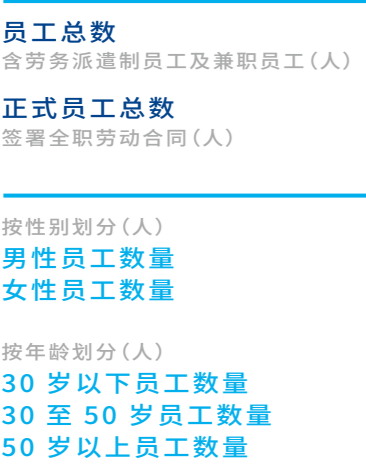 员工总数
含劳务派遣制员工及兼职员工(人)
正式员工总数
签署全职劳动合同(人)
按性别划分(人)
男性员工数量
女性员工数量
按年龄划分(人)
30 岁以下员工数量
30 至 50 岁员工数量
50 岁以上员工数量